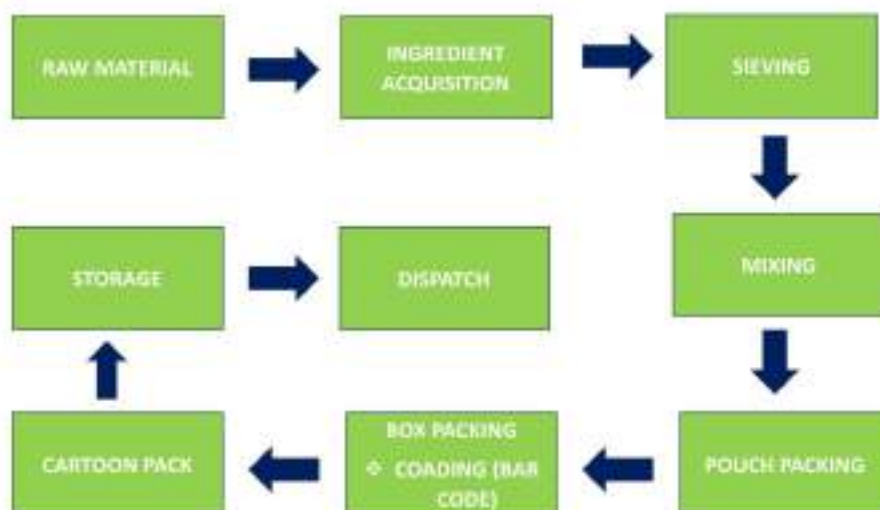 RAW MATERIAL
INGREDIENT
ACQUISITION
SIEVING
MIXING
POUCH PACKING
BOX PACKING
❖ COADING (BAR
CODE)
CARTOON PACK
STORAGE
DISPATCH